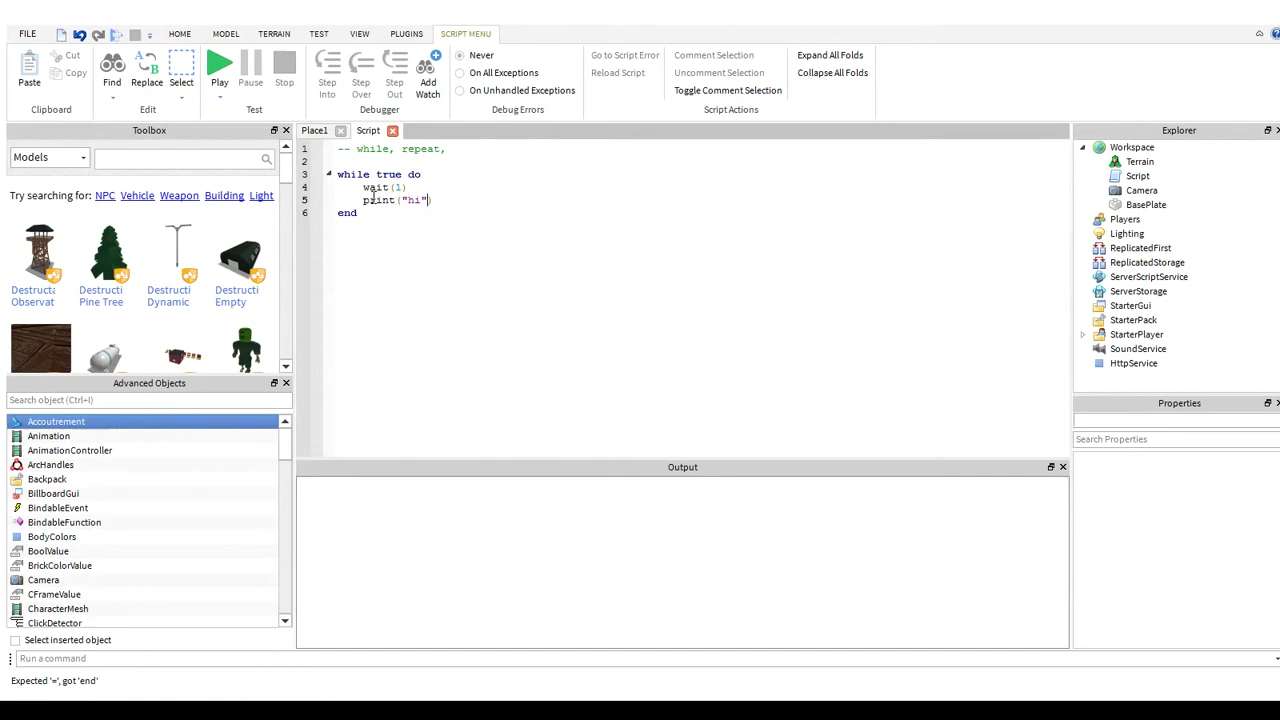 FILE HOME MODEL TERRAIN TEST VIEW PLUGINS SCRIPT MENU
Paste Cut Copy
Clipboard
Find Replace Select
Edit
Play Pause Stop
Test
Step Into Step Over Step Out Add Watch
Debugger
Never
On All Exceptions
On Unhandled Exceptions
Debug Errors
Go to Script Error
Reload Script
Comment Selection
Uncomment Selection
Toggle Comment Selection
Expand All Folds
Collapse All Folds
Script Actions
Toolbox
Models
Try searching for: NPC Vehicle Weapon Building Light
Destructa Observat
Destructi Pine Tree
Destructi Dynamic
Destructi Empty
Advanced Objects
Search object (Ctrl+I)
Accoutrement
Animation
AnimationController
ArcHandles
Backpack
BillboardGui
BindableEvent
BindableFunction
BodyColors
BoolValue
BrickColorValue
Camera
CFrameValue
CharacterMesh
ClickDetector
Select inserted object
Place1 Script
1 -- while, repeat,
2
3 while true do
4 wait(1)
5 print("hi")
6 end
Output
Explorer
Workspace
Terrain
Script
Camera
BasePlate
Players
Lighting
ReplicatedFirst
ReplicatedStorage
ServerScriptService
ServerStorage
StarterGui
StarterPack
StarterPlayer
SoundService
HttpService
Properties
Search Properties
Run a command
Expected '=', got 'end'